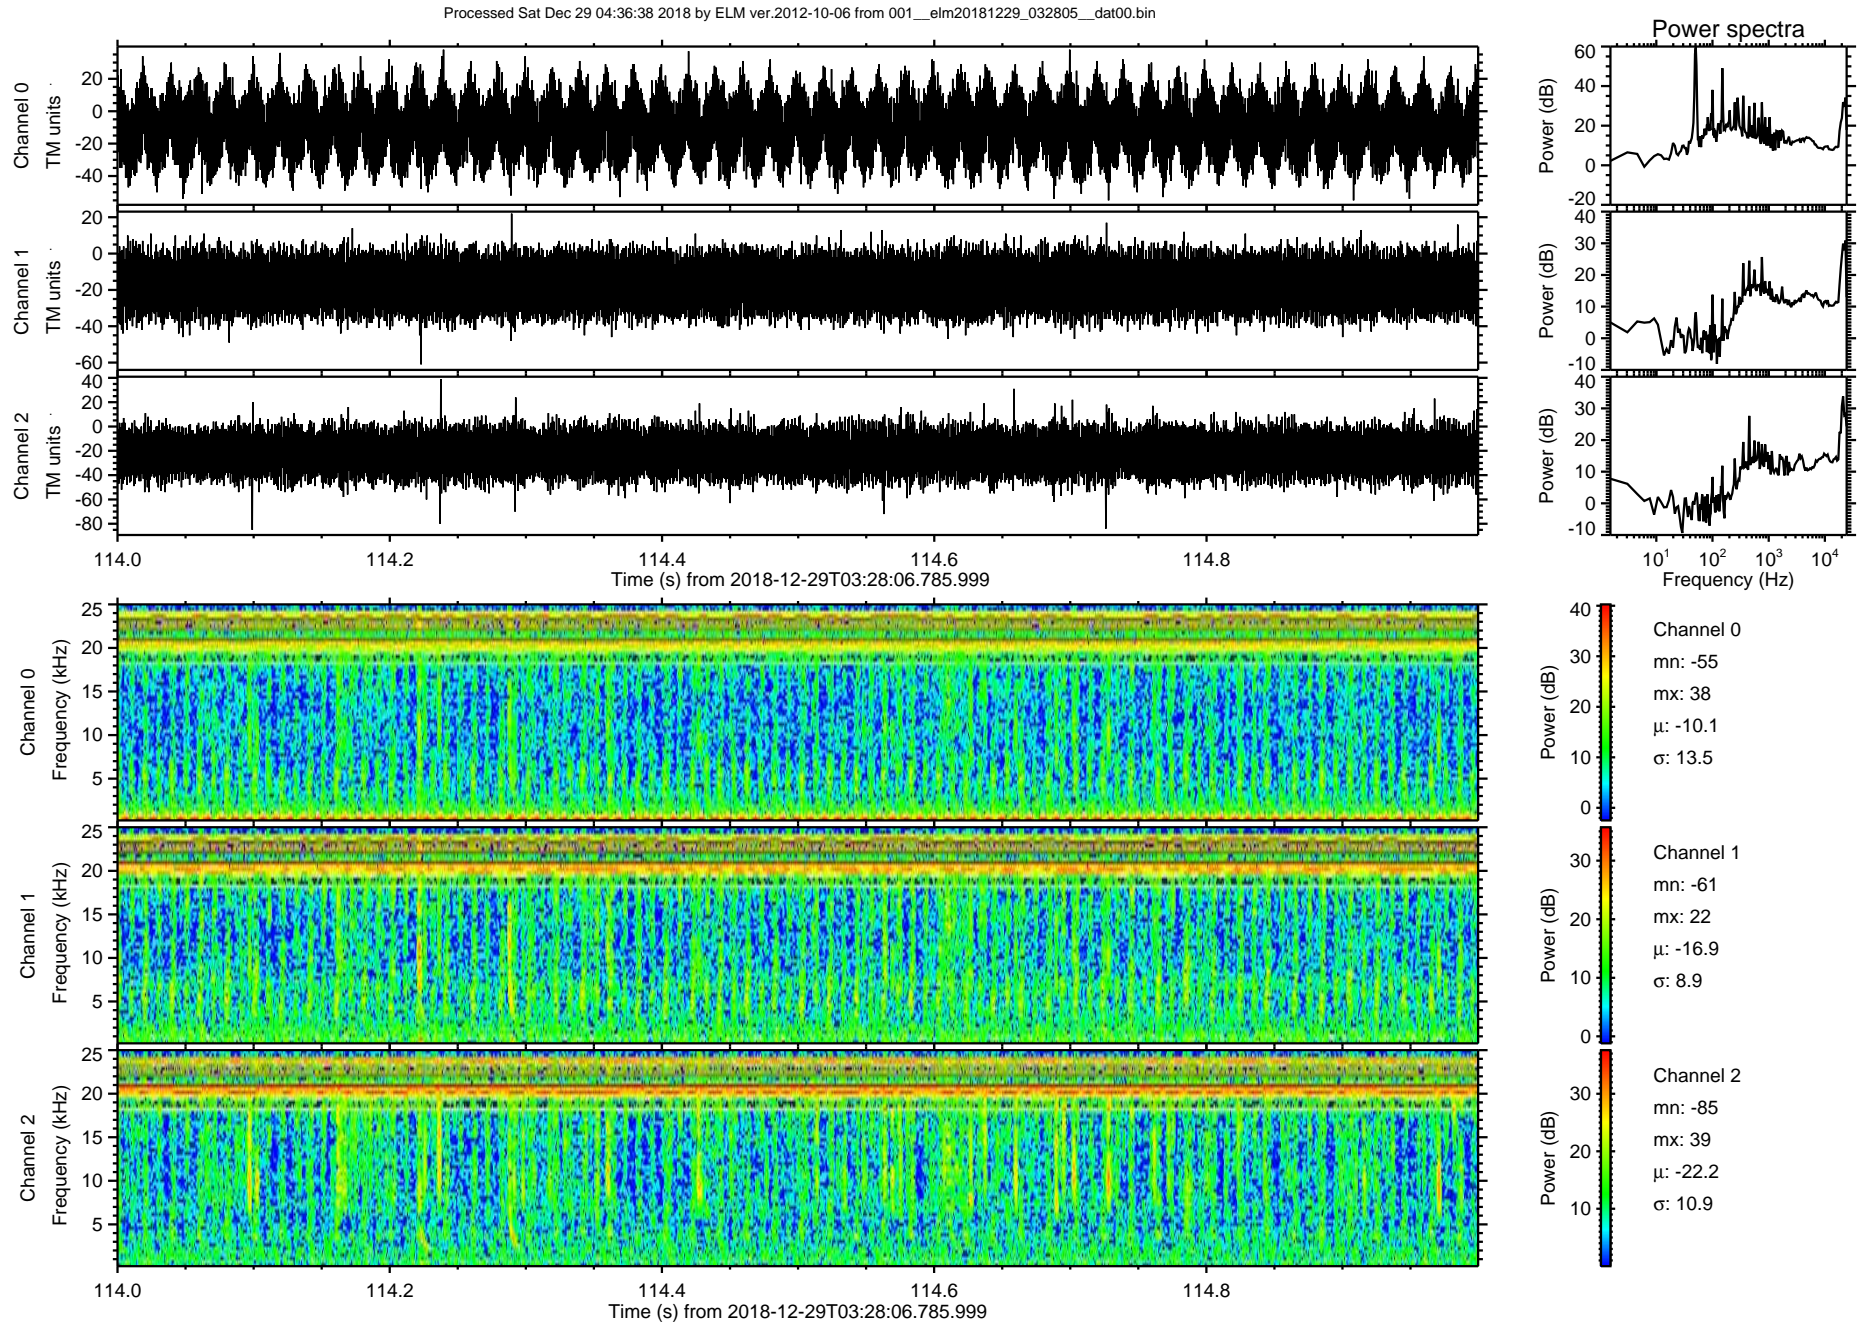 Processed Sat Dec 29 04:36:38 2018 by ELM ver.2012-10-06 from 001__elm20181229_032805__dat00.bin
Power spectra
Channel 0
TM units
20
0
-20
-40
Power (dB)
60
40
20
0
-20
Channel 1
TM units
20
0
-20
-40
-60
Power (dB)
40
30
20
10
0
-10
Channel 2
TM units
40
20
0
-20
-40
-60
-80
Power (dB)
40
30
20
10
0
-10
114.0 114.2 114.4 114.6 114.8
Time (s) from 2018-12-29T03:28:06.785.999
10^1 10^2 10^3 10^4
Frequency (Hz)
Channel 0
Frequency (kHz)
25
20
15
10
5
Power (dB)
40
30
20
10
0
Channel 0
mn: -55
mx: 38
μ: -10.1
σ: 13.5
Channel 1
Frequency (kHz)
25
20
15
10
5
Power (dB)
30
20
10
0
Channel 1
mn: -61
mx: 22
μ: -16.9
σ: 8.9
Channel 2
Frequency (kHz)
25
20
15
10
5
Power (dB)
30
20
10
Channel 2
mn: -85
mx: 39
μ: -22.2
σ: 10.9
114.0 114.2 114.4 114.6 114.8
Time (s) from 2018-12-29T03:28:06.785.999